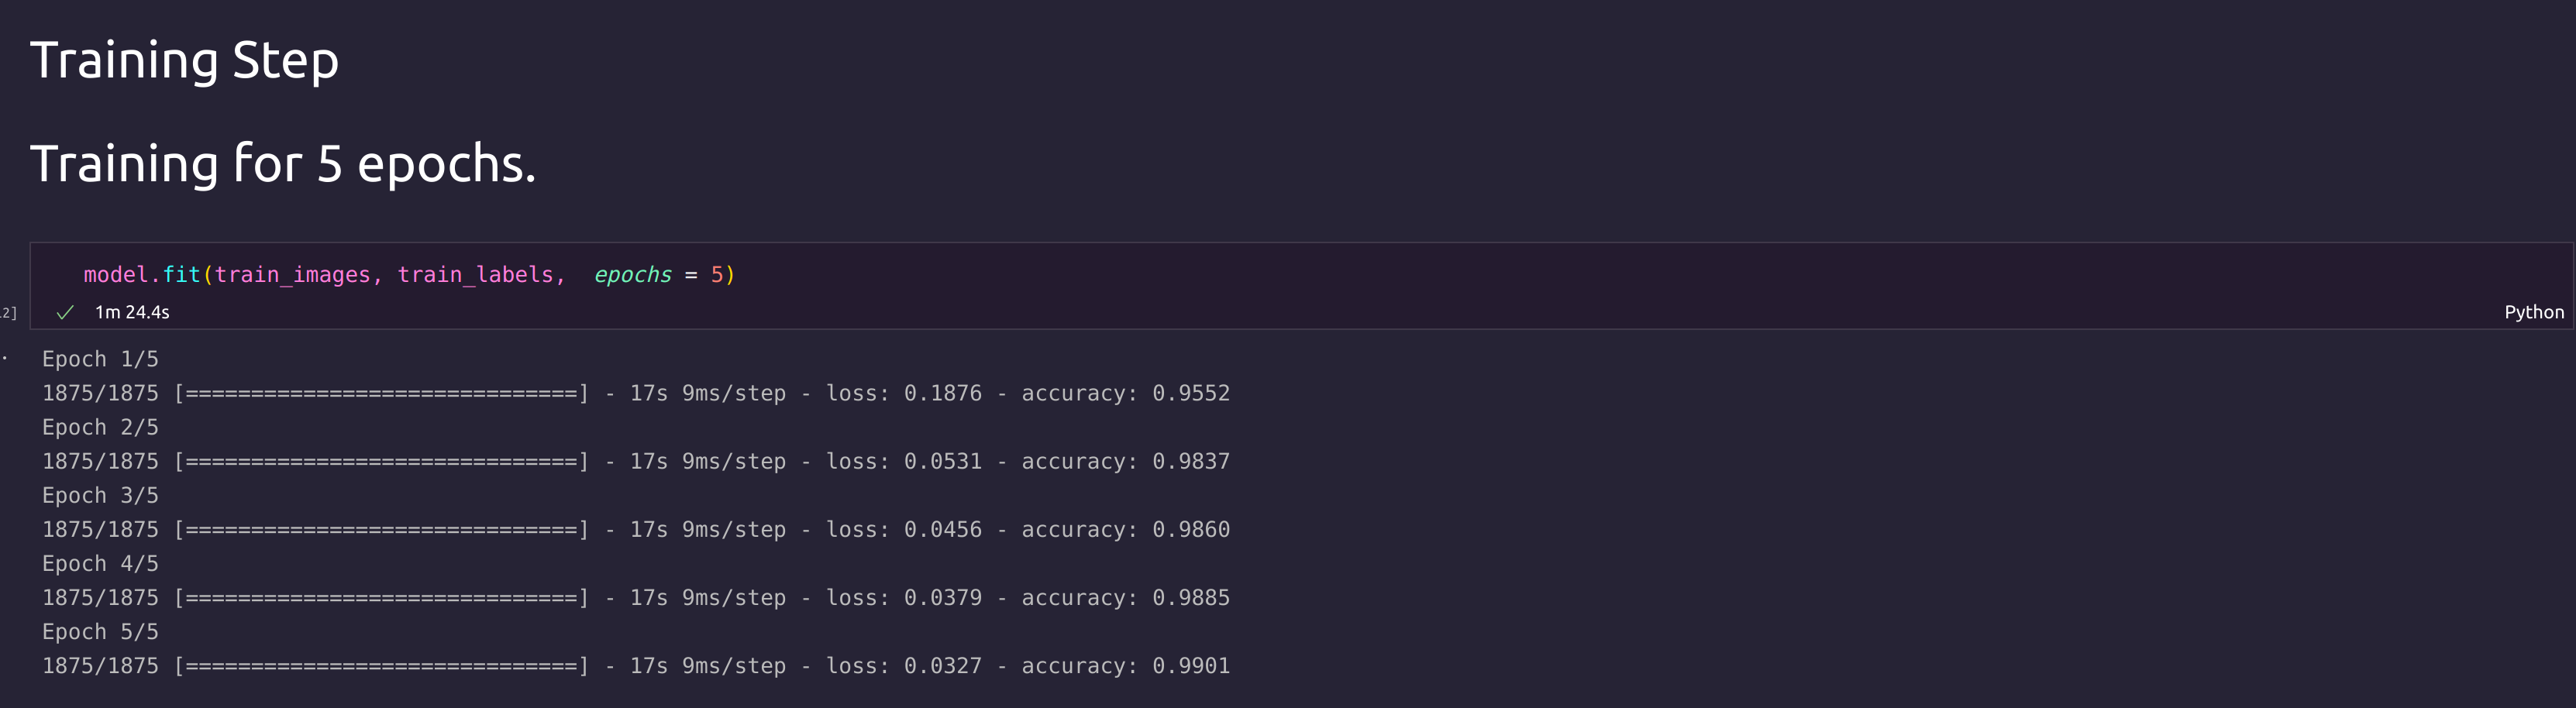 Training Step
Training for 5 epochs.
model.fit(train_images, train_labels,  epochs = 5)
2]
✓ 1m 24.4s
Python
Epoch 1/5
1875/1875 [==============================] - 17s 9ms/step - loss: 0.1876 - accuracy: 0.9552
Epoch 2/5
1875/1875 [==============================] - 17s 9ms/step - loss: 0.0531 - accuracy: 0.9837
Epoch 3/5
1875/1875 [==============================] - 17s 9ms/step - loss: 0.0456 - accuracy: 0.9860
Epoch 4/5
1875/1875 [==============================] - 17s 9ms/step - loss: 0.0379 - accuracy: 0.9885
Epoch 5/5
1875/1875 [==============================] - 17s 9ms/step - loss: 0.0327 - accuracy: 0.9901